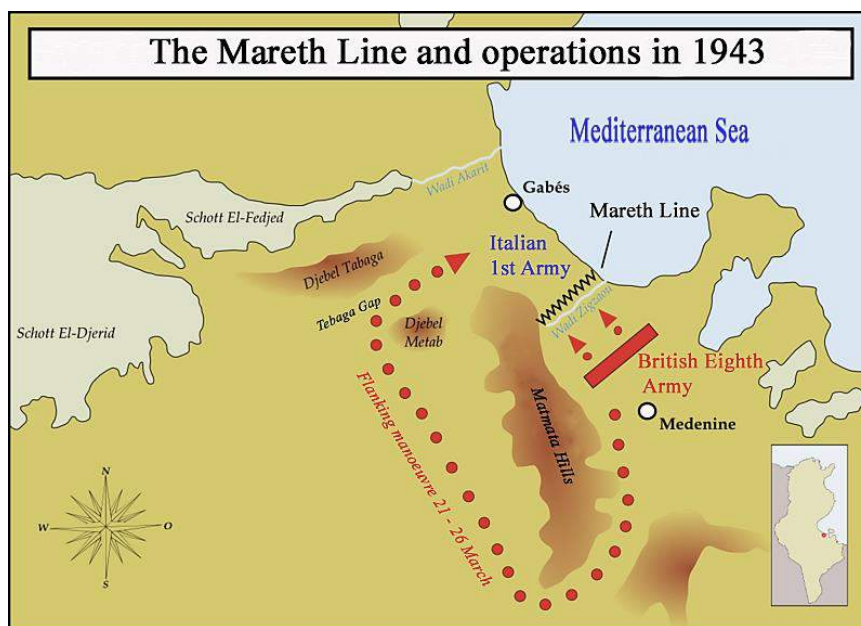 The Mareth Line and operations in 1943
Mediterranean Sea
Wadi Akarit
Gabés
Schott El-Fedjed
Mareth Line
Italian
1st Army
Djebel Tabaga
Tebaga Gap
Wadi Zigzaou
Djebel
Metab
Schott El-Djerid
British Eighth
Army
Flanking manoeuvre 21 - 26 March
Matmata Hills
Medenine
N
W
O
S